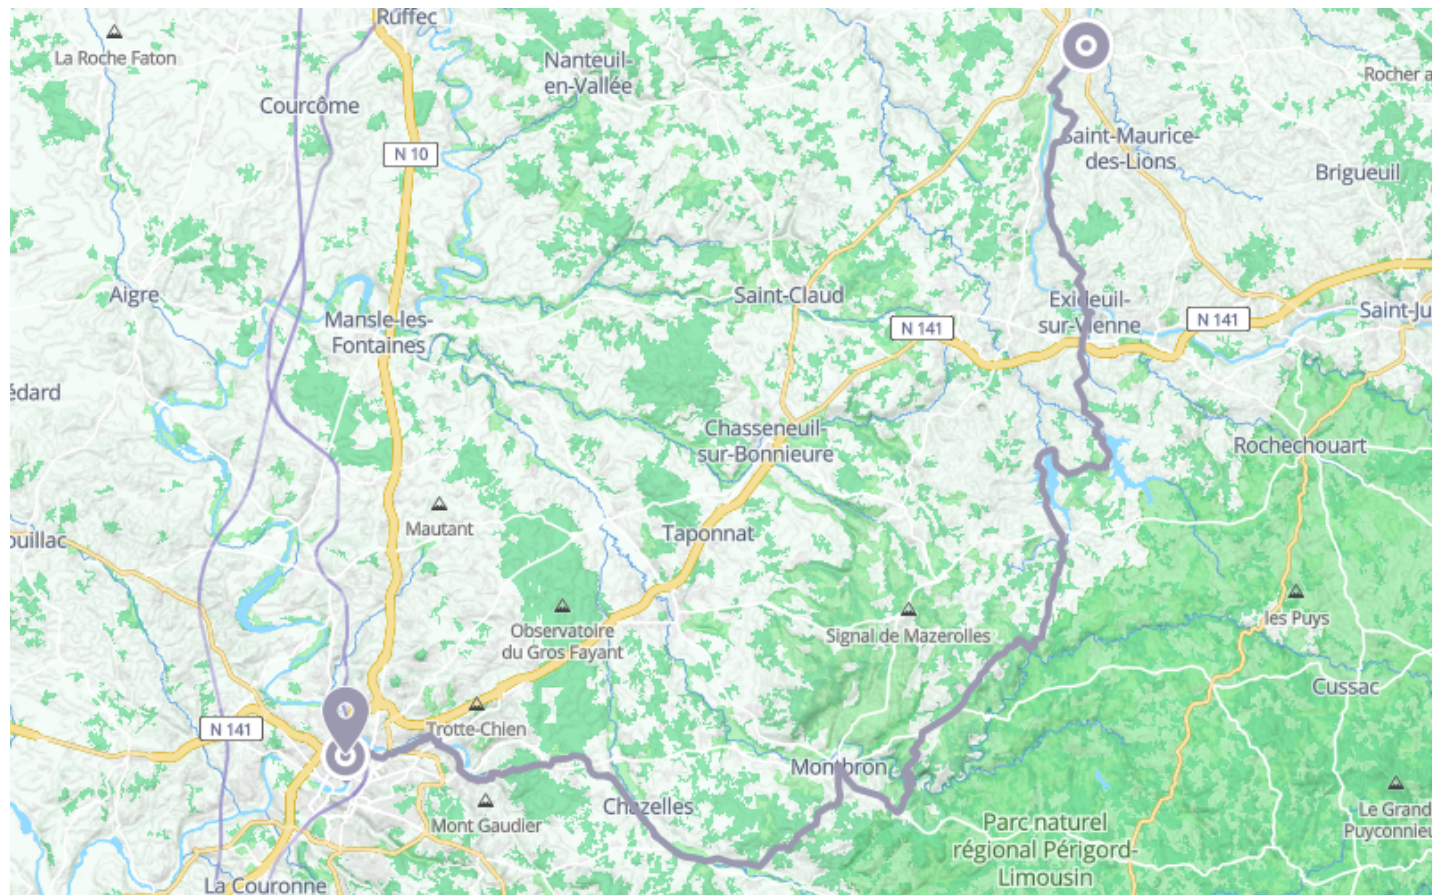 Ruffec
La Roche Faton
Nanteuil-
en-Vallée
Rocher a
Courcôme
N 10
Saint-Maurice-
des-Lions
Brigueuil
Aigre
Saint-Claud
Exideuil-
sur-Vienne
Mansle-les-
Fontaines
N 141
N 141
Saint-Ju
édard
Chasseneuil-
sur-Bonnieure
Rochechouart
Mautant
Taponnat
ouillac
Observatoire
du Gros Fayant
Signal de Mazerolles
les Puys
Cussac
N 141
Trotte-Chien
Montbron
Chazelles
Mont Gaudier
Parc naturel
régional Périgord-
Limousin
Le Grand
Puyconnieu
La Couronne